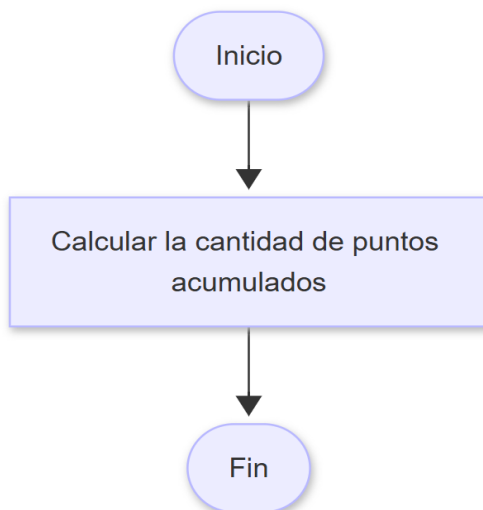 Inicio
Calcular la cantidad de puntos
acumulados
Fin